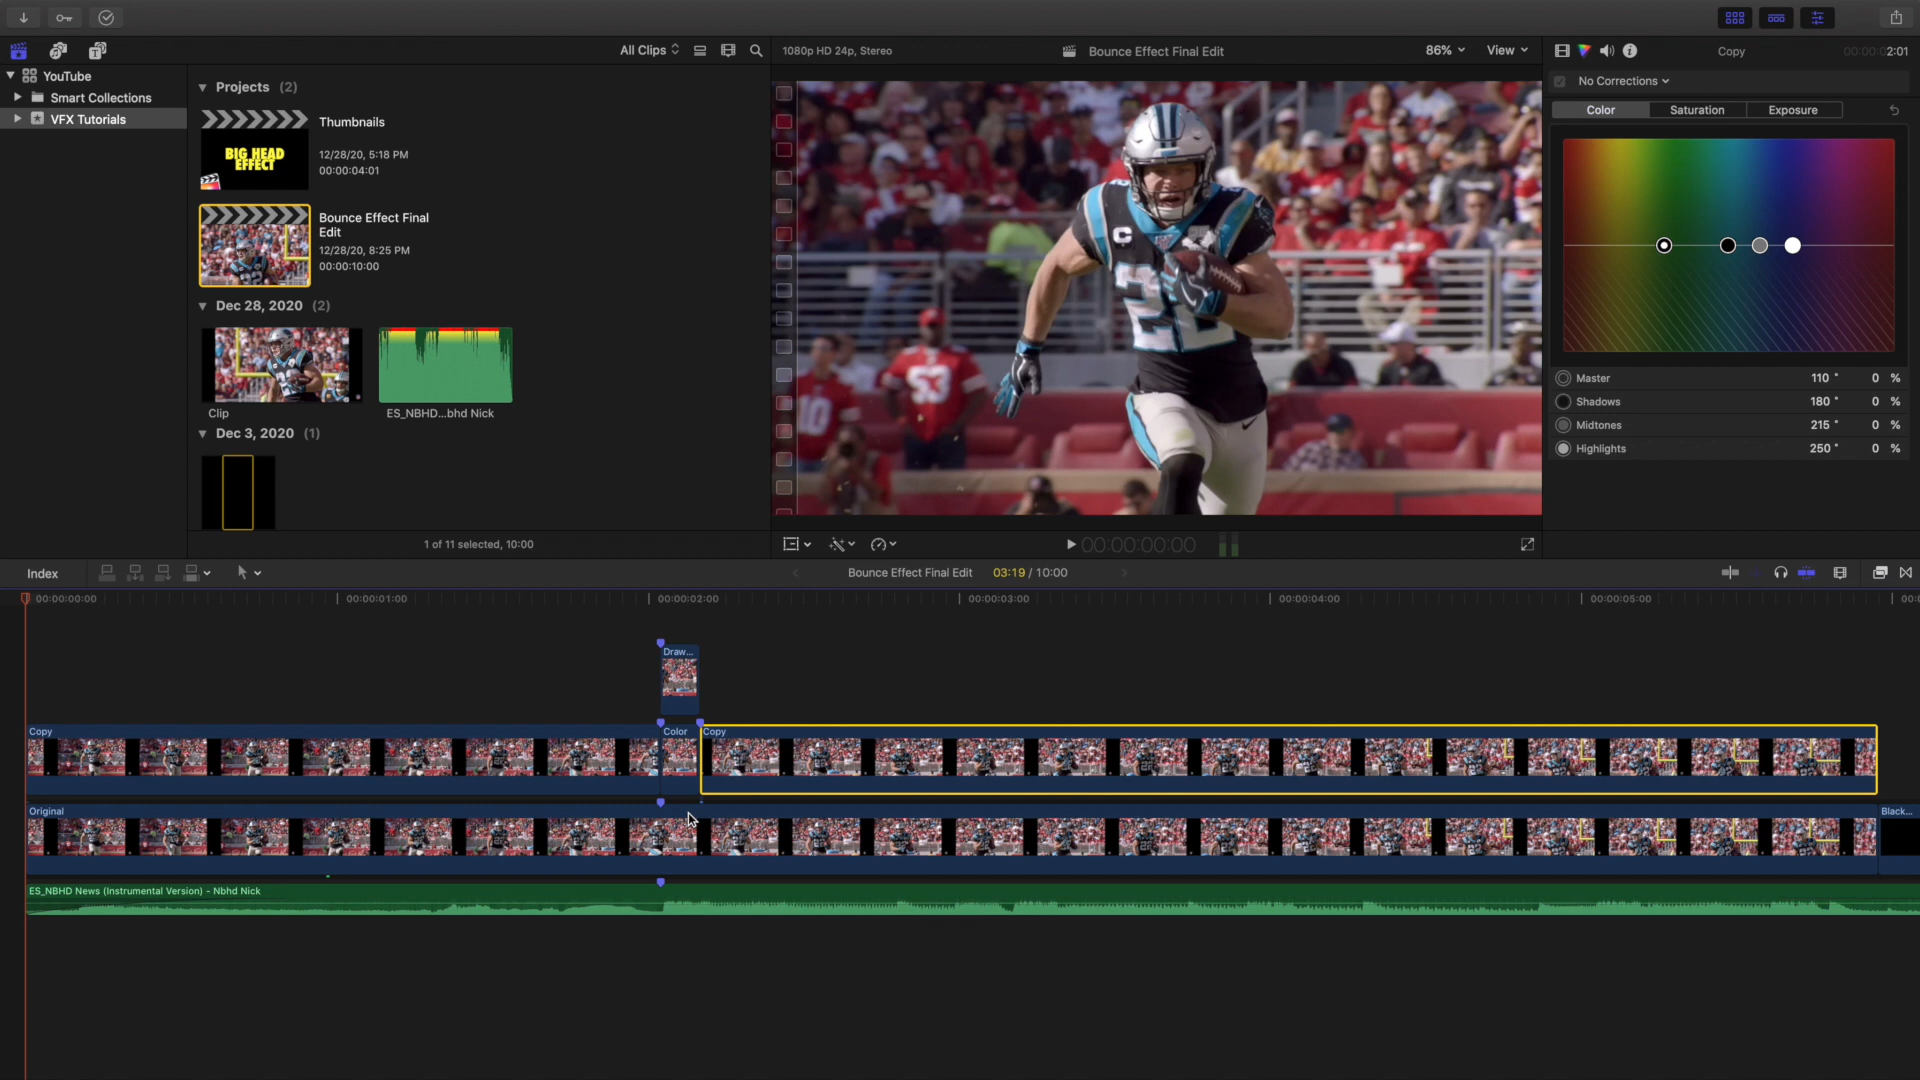 All Clips
1080p HD 24p, Stereo
Bounce Effect Final Edit
86%
View
Copy
00:00:02:01
YouTube
Smart Collections
VFX Tutorials
Projects (2)
Thumbnails
12/28/20, 5:18 PM
00:00:04:01
BIG HEAD
EFFECT
Bounce Effect Final
Edit
12/28/20, 8:25 PM
00:00:10:00
Dec 28, 2020 (2)
Clip
ES_NBHD...bhd Nick
Dec 3, 2020 (1)
1 of 11 selected, 10:00
C
22
53
10
00:00:00:00
No Corrections
Color
Saturation
Exposure
Master 110 ° 0 %
Shadows 180 ° 0 %
Midtones 215 ° 0 %
Highlights 250 ° 0 %
Index
Bounce Effect Final Edit
03:19 / 10:00
00:00:00:00
00:00:01:00
00:00:02:00
00:00:03:00
00:00:04:00
00:00:05:00
Draw...
Copy
Color
Copy
Original
Black...
ES_NBHD News (Instrumental Version) - Nbhd Nick